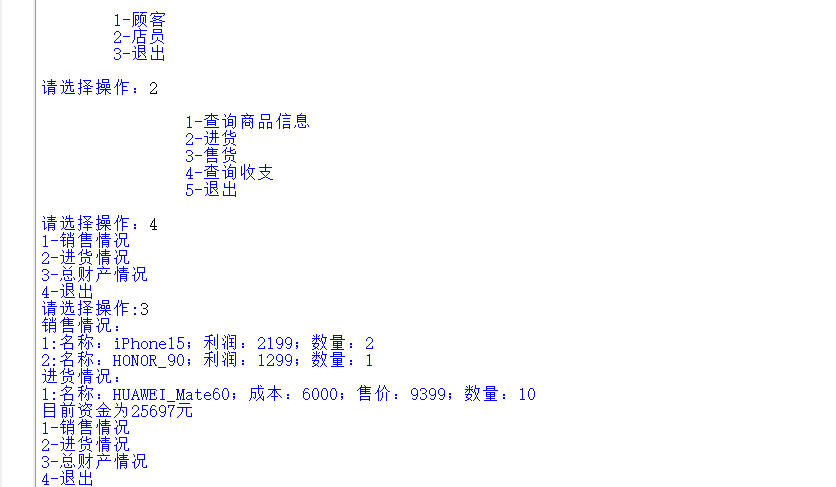 1-顾客
2-店员
3-退出
请选择操作：2
1-查询商品信息
2-进货
3-售货
4-查询收支
5-退出
请选择操作：4
1-销售情况
2-进货情况
3-总财产情况
4-退出
请选择操作:3
销售情况：
1:名称：iPhone15；利润：2199；数量：2
2:名称：HONOR_90；利润：1299；数量：1
进货情况：
1:名称：HUAWEI_Mate60；成本：6000；售价：9399；数量：10
目前资金为25697元
1-销售情况
2-进货情况
3-总财产情况
4-退出